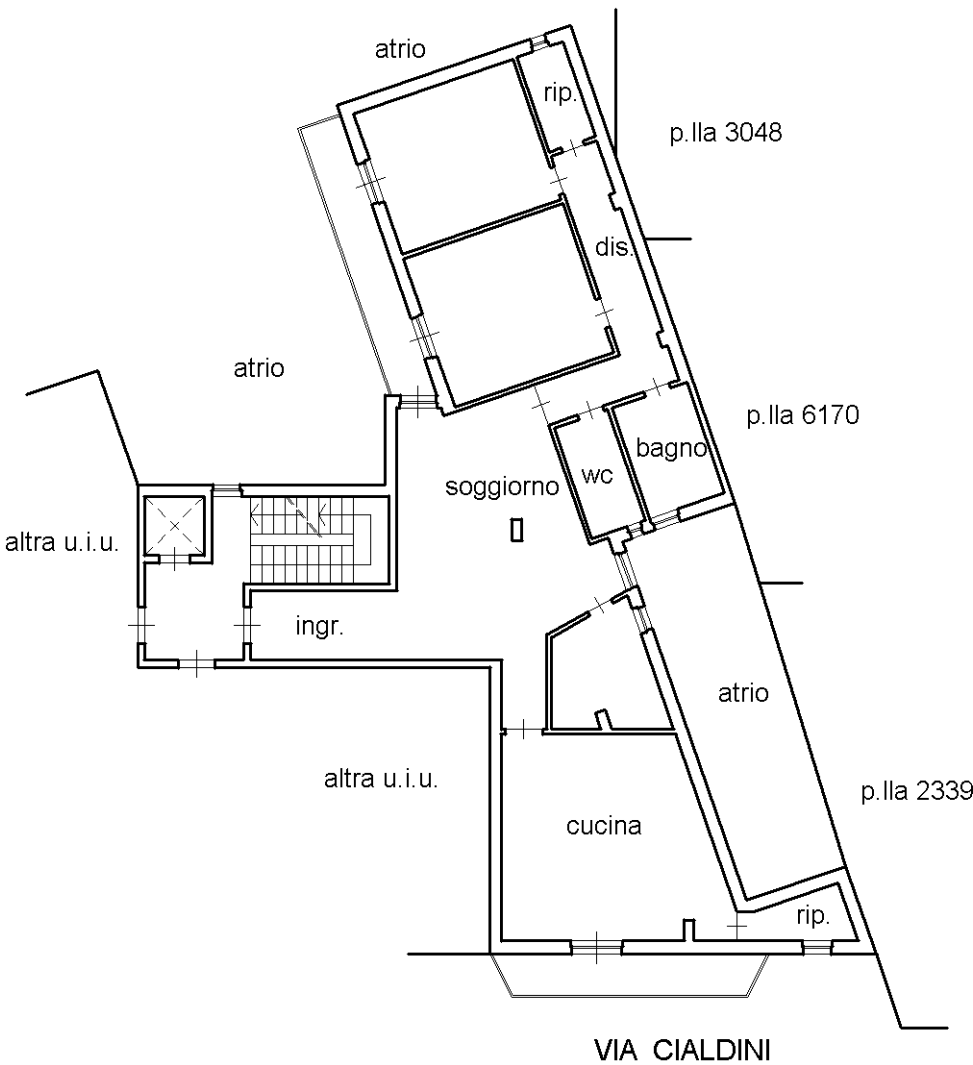 atrio
rip.
p.lla 3048
dis.
atrio
p.lla 6170
bagno
wc
soggiorno
altra u.i.u.
ingr.
atrio
altra u.i.u.
p.lla 2339
cucina
rip.
VIA CIALDINI